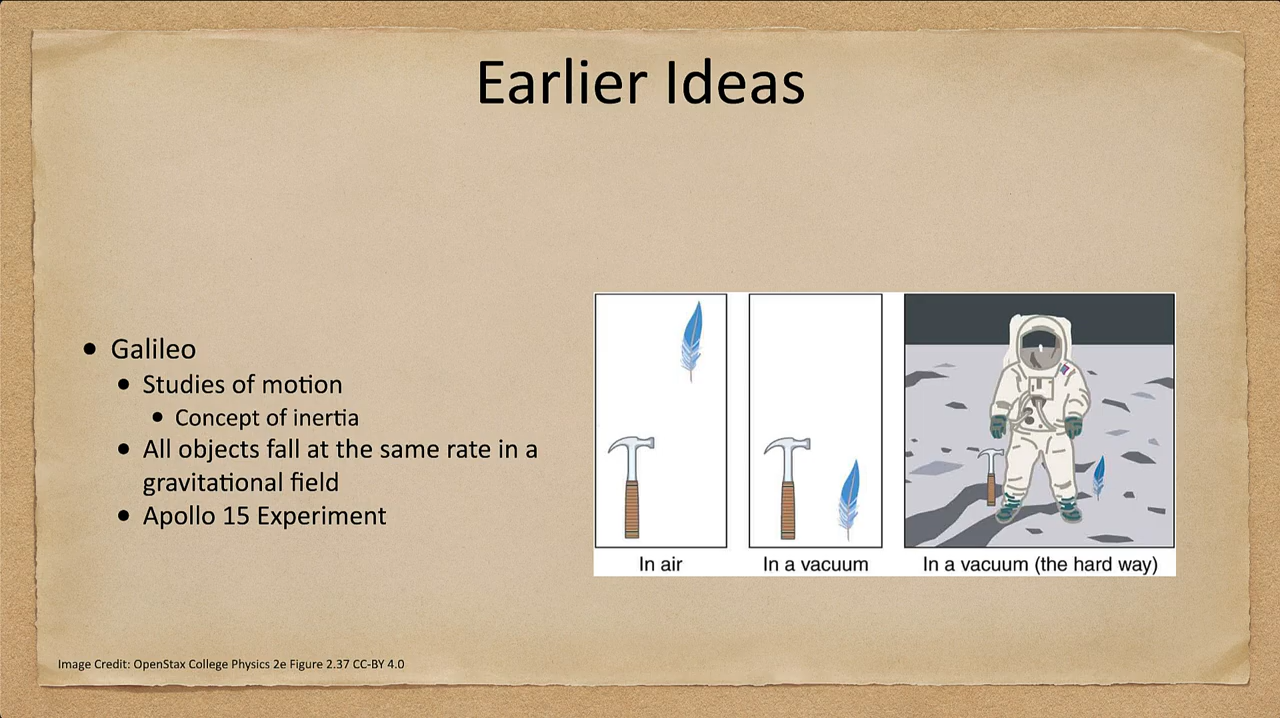 Earlier Ideas
Galileo
Studies of motion
Concept of inertia
All objects fall at the same rate in a
gravitational field
Apollo 15 Experiment
In air
In a vacuum
In a vacuum (the hard way)
Image Credit: OpenStax College Physics 2e Figure 2.37 CC-BY 4.0